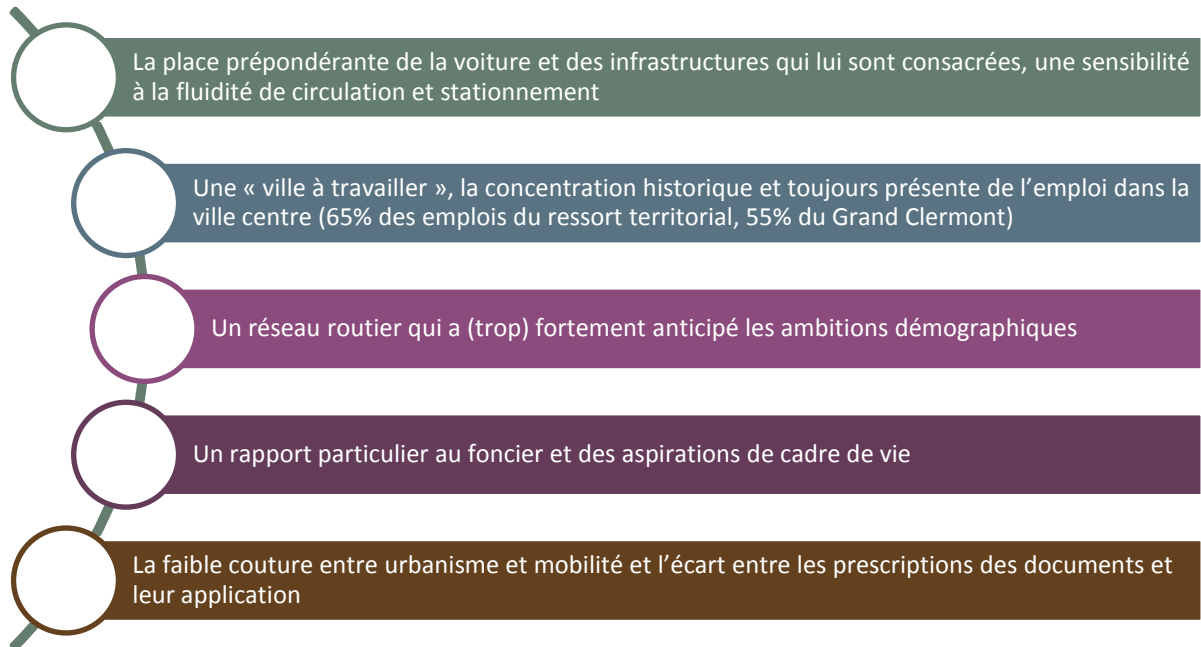 La place prépondérante de la voiture et des infrastructures qui lui sont consacrées, une sensibilité
à la fluidité de circulation et stationnement
Une « ville à travailler », la concentration historique et toujours présente de l’emploi dans la
ville centre (65% des emplois du ressort territorial, 55% du Grand Clermont)
Un réseau routier qui a (trop) fortement anticipé les ambitions démographiques
Un rapport particulier au foncier et des aspirations de cadre de vie
La faible couture entre urbanisme et mobilité et l’écart entre les prescriptions des documents et
leur application